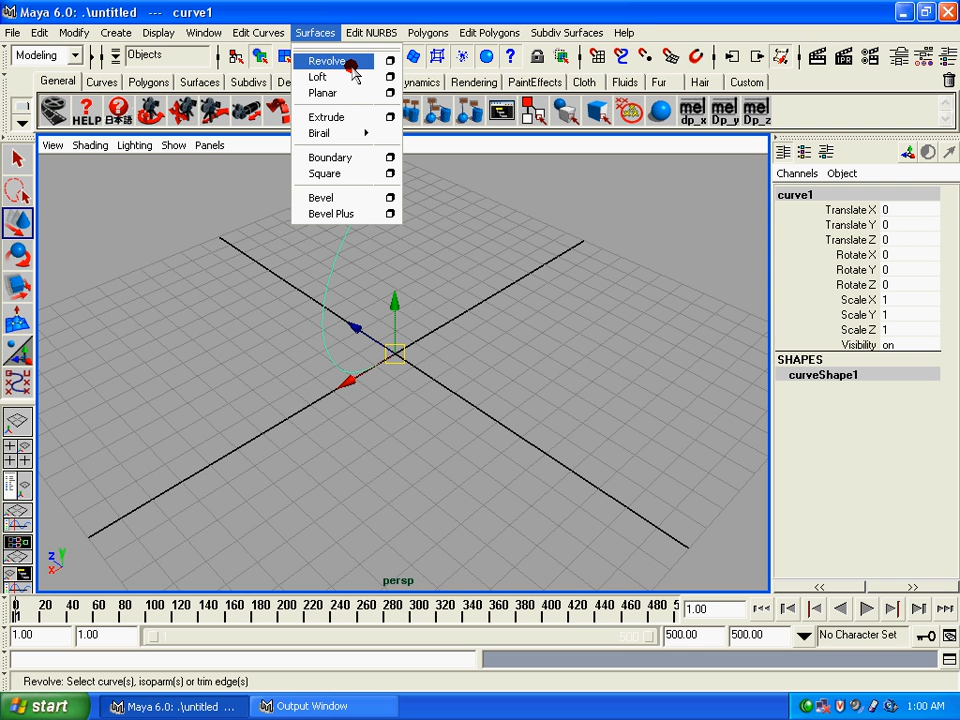 Maya 6.0: .\untitled   ---   curve1
File Edit Modify Create Display Window Edit Curves Surfaces Edit NURBS Polygons Edit Polygons Subdiv Surfaces Help
Modeling Objects
General Curves Polygons Surfaces Subdivs ynamics Rendering PaintEffects Cloth Fluids Fur Hair Custom
HELP 日本語 mel dp_x mel Dp_y mel Dp_z
Revolve
Loft
Planar
Extrude
Birail
Boundary
Square
Bevel
Bevel Plus
View Shading Lighting Show Panels
Channels Object
curve1
Translate X 0
Translate Y 0
Translate Z 0
Rotate X 0
Rotate Y 0
Rotate Z 0
Scale X 1
Scale Y 1
Scale Z 1
Visibility on
SHAPES
curveShape1
z y
x
persp
<< >>
0 20 40 60 80 100 120 140 160 180 200 220 240 260 280 300 320 340 360 380 400 420 440 460 480 5
1.00
1.00 1.00 1 500 500.00 500.00 No Character Set
Revolve: Select curve(s), isoparm(s) or trim edge(s)
start Maya 6.0: .\untitled ... Output Window 1:00 AM